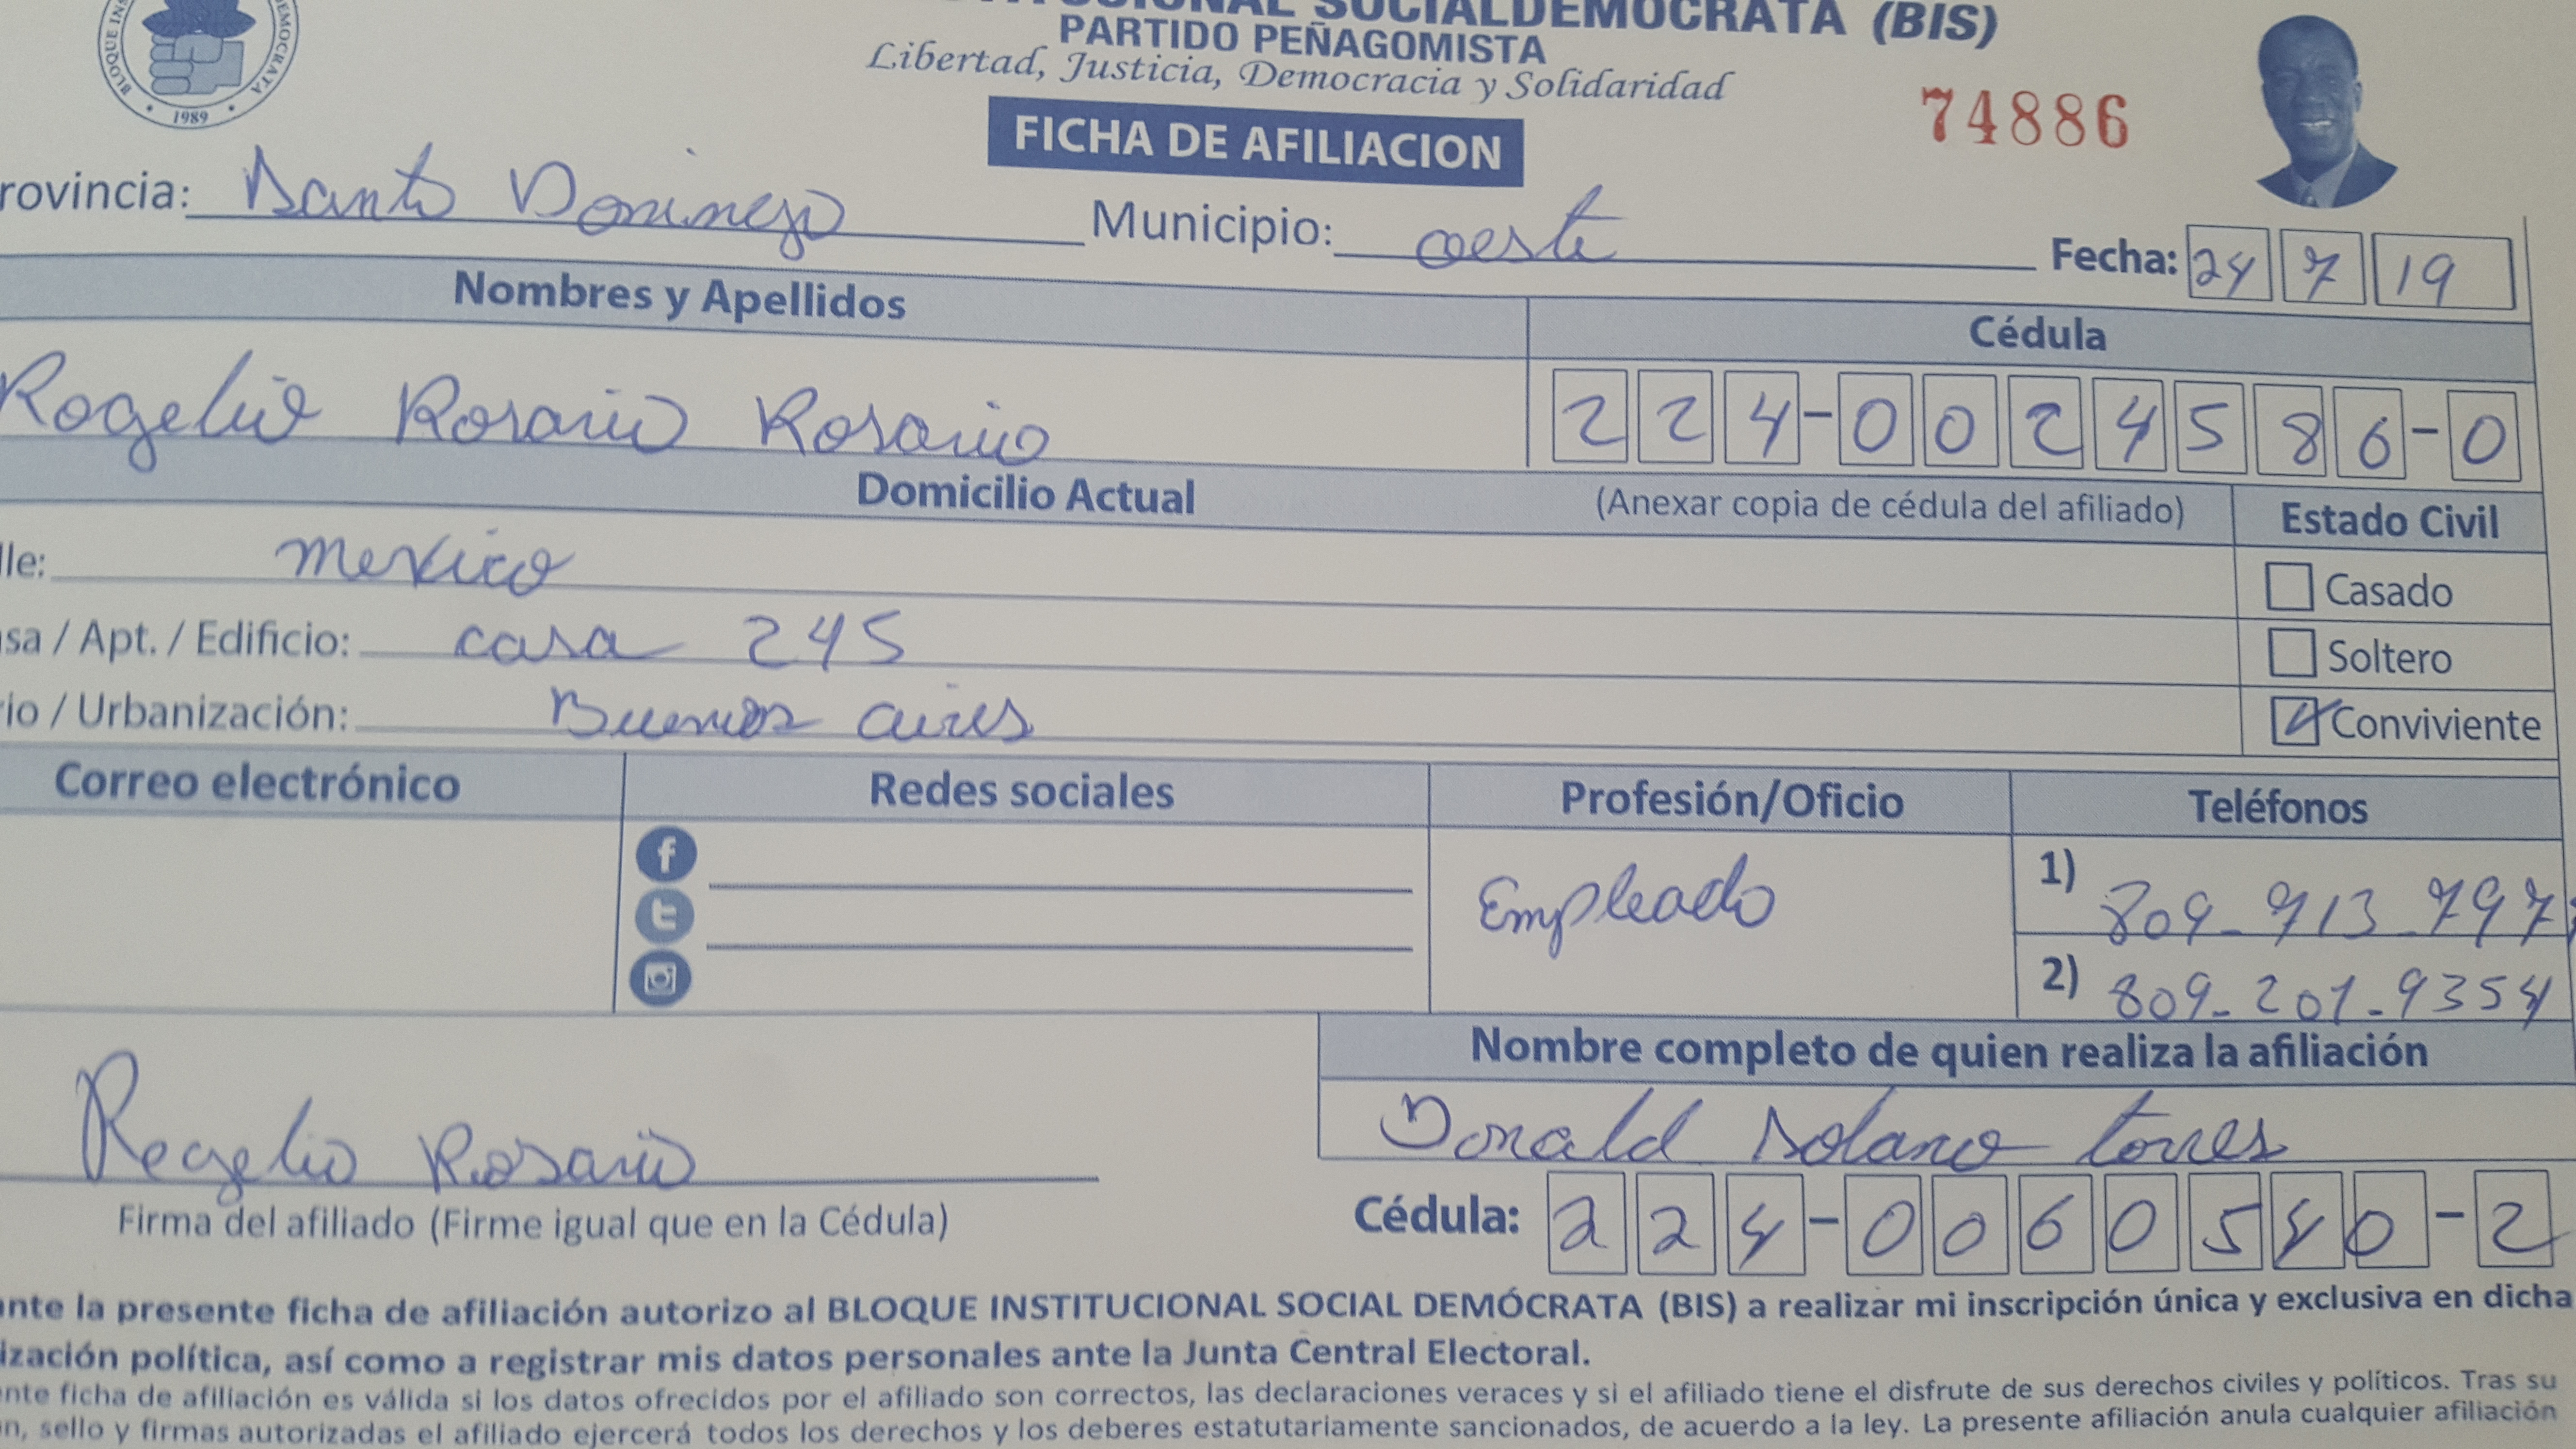 BLOQUE INS
DEMOCRATA
1989
TITUCIONAL SOCIALDEMOCRATA (BIS)
PARTIDO PEÑAGOMISTA
Libertad, Justicia, Democracia y Solidaridad
74886
FICHA DE AFILIACION
rovincia: Santo Domingo Municipio: oeste Fecha: 24 7 19
Nombres y Apellidos Cédula
Rogelio Rosario Rosario 224-0024586-0
Domicilio Actual (Anexar copia de cédula del afiliado) Estado Civil
lle: mexico
Casado
sa / Apt. / Edificio: casa 245
Soltero
io / Urbanización: Buenos aires
Conviviente
Correo electrónico Redes sociales Profesión/Oficio Teléfonos
Empleado
1) 809-913-797
2) 809-201-9354
Nombre completo de quien realiza la afiliación
Donald Solano torres
Rogelio Rosario
Firma del afiliado (Firme igual que en la Cédula)
Cédula: 224-0060540-2
nte la presente ficha de afiliación autorizo al BLOQUE INSTITUCIONAL SOCIAL DEMÓCRATA (BIS) a realizar mi inscripción única y exclusiva en dicha
ización política, así como a registrar mis datos personales ante la Junta Central Electoral.
nte ficha de afiliación es válida si los datos ofrecidos por el afiliado son correctos, las declaraciones veraces y si el afiliado tiene el disfrute de sus derechos civiles y políticos. Tras su
n, sello y firmas autorizadas el afiliado ejercerá todos los derechos y los deberes estatutariamente sancionados, de acuerdo a la ley. La presente afiliación anula cualquier afiliación